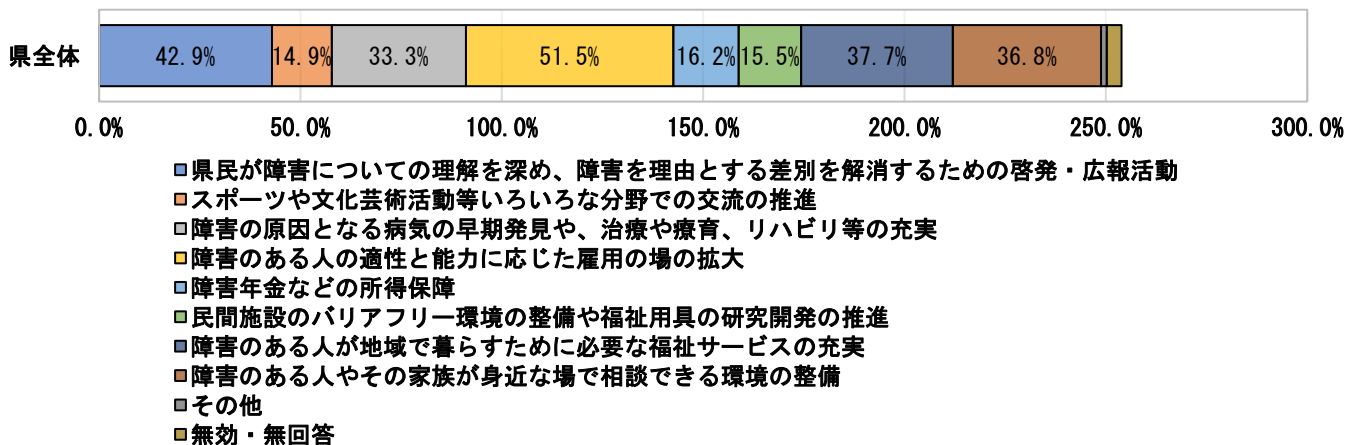 県全体
42.9% 14.9% 33.3% 51.5% 16.2% 15.5% 37.7% 36.8%
0.0% 50.0% 100.0% 150.0% 200.0% 250.0% 300.0%
県民が障害についての理解を深め、障害を理由とする差別を解消するための啓発・広報活動
スポーツや文化芸術活動等いろいろな分野での交流の推進
障害の原因となる病気の早期発見や、治療や療育、リハビリ等の充実
障害のある人の適性と能力に応じた雇用の場の拡大
障害年金などの所得保障
民間施設のバリアフリー環境の整備や福祉用具の研究開発の推進
障害のある人が地域で暮らすために必要な福祉サービスの充実
障害のある人やその家族が身近な場で相談できる環境の整備
その他
無効・無回答